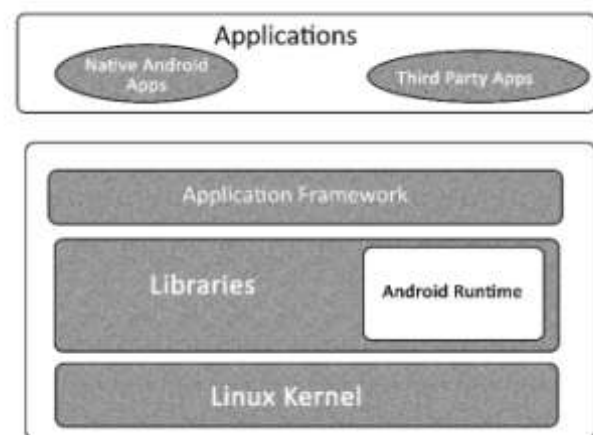 Applications
Native Android
Apps
Third Party Apps
Application Framework
Libraries
Android Runtime
Linux Kernel